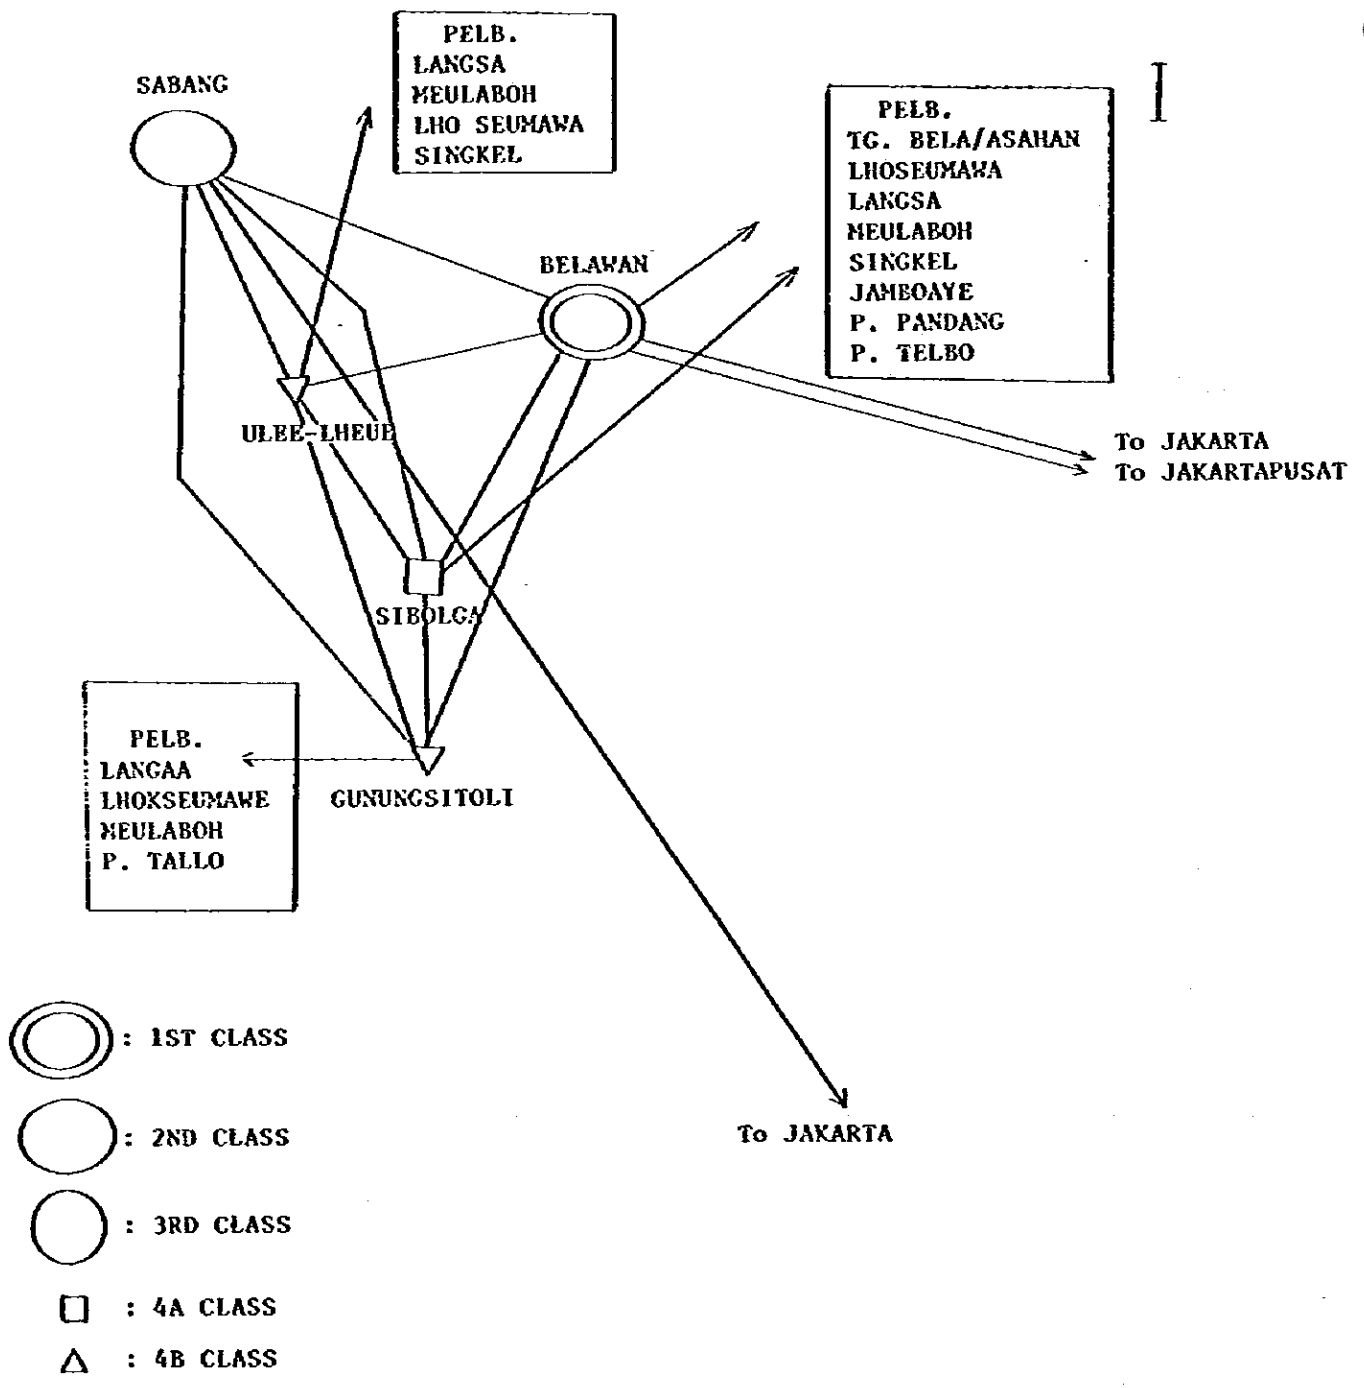 PELB.
LANGSA
MEULABOH
LHO SEUMAWA
SINGKEL
SABANG
I
PELB.
TG. BELA/ASAHAN
LHOSEUMAWA
LANGSA
MEULABOH
SINGKEL
JAMBOAYE
P. PANDANG
P. TELBO
BELAWAN
ULEE-LHEUE
To JAKARTA
To JAKARTAPUSAT
SIBOLGA
PELB.
LANGAA
LHOKSEUMAWE
MEULABOH
P. TALLO
GUNUNGSITOLI
To JAKARTA
: 1ST CLASS
: 2ND CLASS
: 3RD CLASS
: 4A CLASS
: 4B CLASS